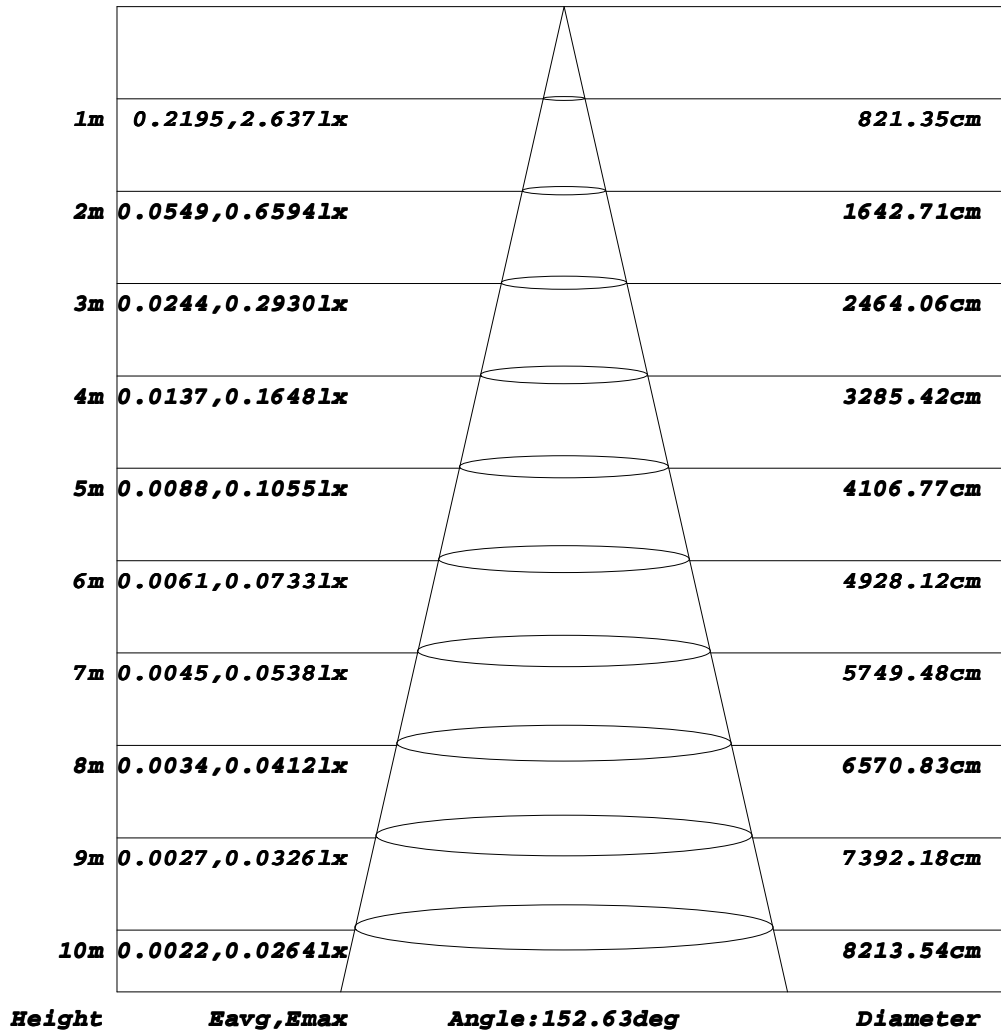 1m 0.2195,2.637lx 821.35cm
2m 0.0549,0.6594lx 1642.71cm
3m 0.0244,0.2930lx 2464.06cm
4m 0.0137,0.1648lx 3285.42cm
5m 0.0088,0.1055lx 4106.77cm
6m 0.0061,0.0733lx 4928.12cm
7m 0.0045,0.0538lx 5749.48cm
8m 0.0034,0.0412lx 6570.83cm
9m 0.0027,0.0326lx 7392.18cm
10m 0.0022,0.0264lx 8213.54cm
Height Eavg,Emax Angle:152.63deg Diameter